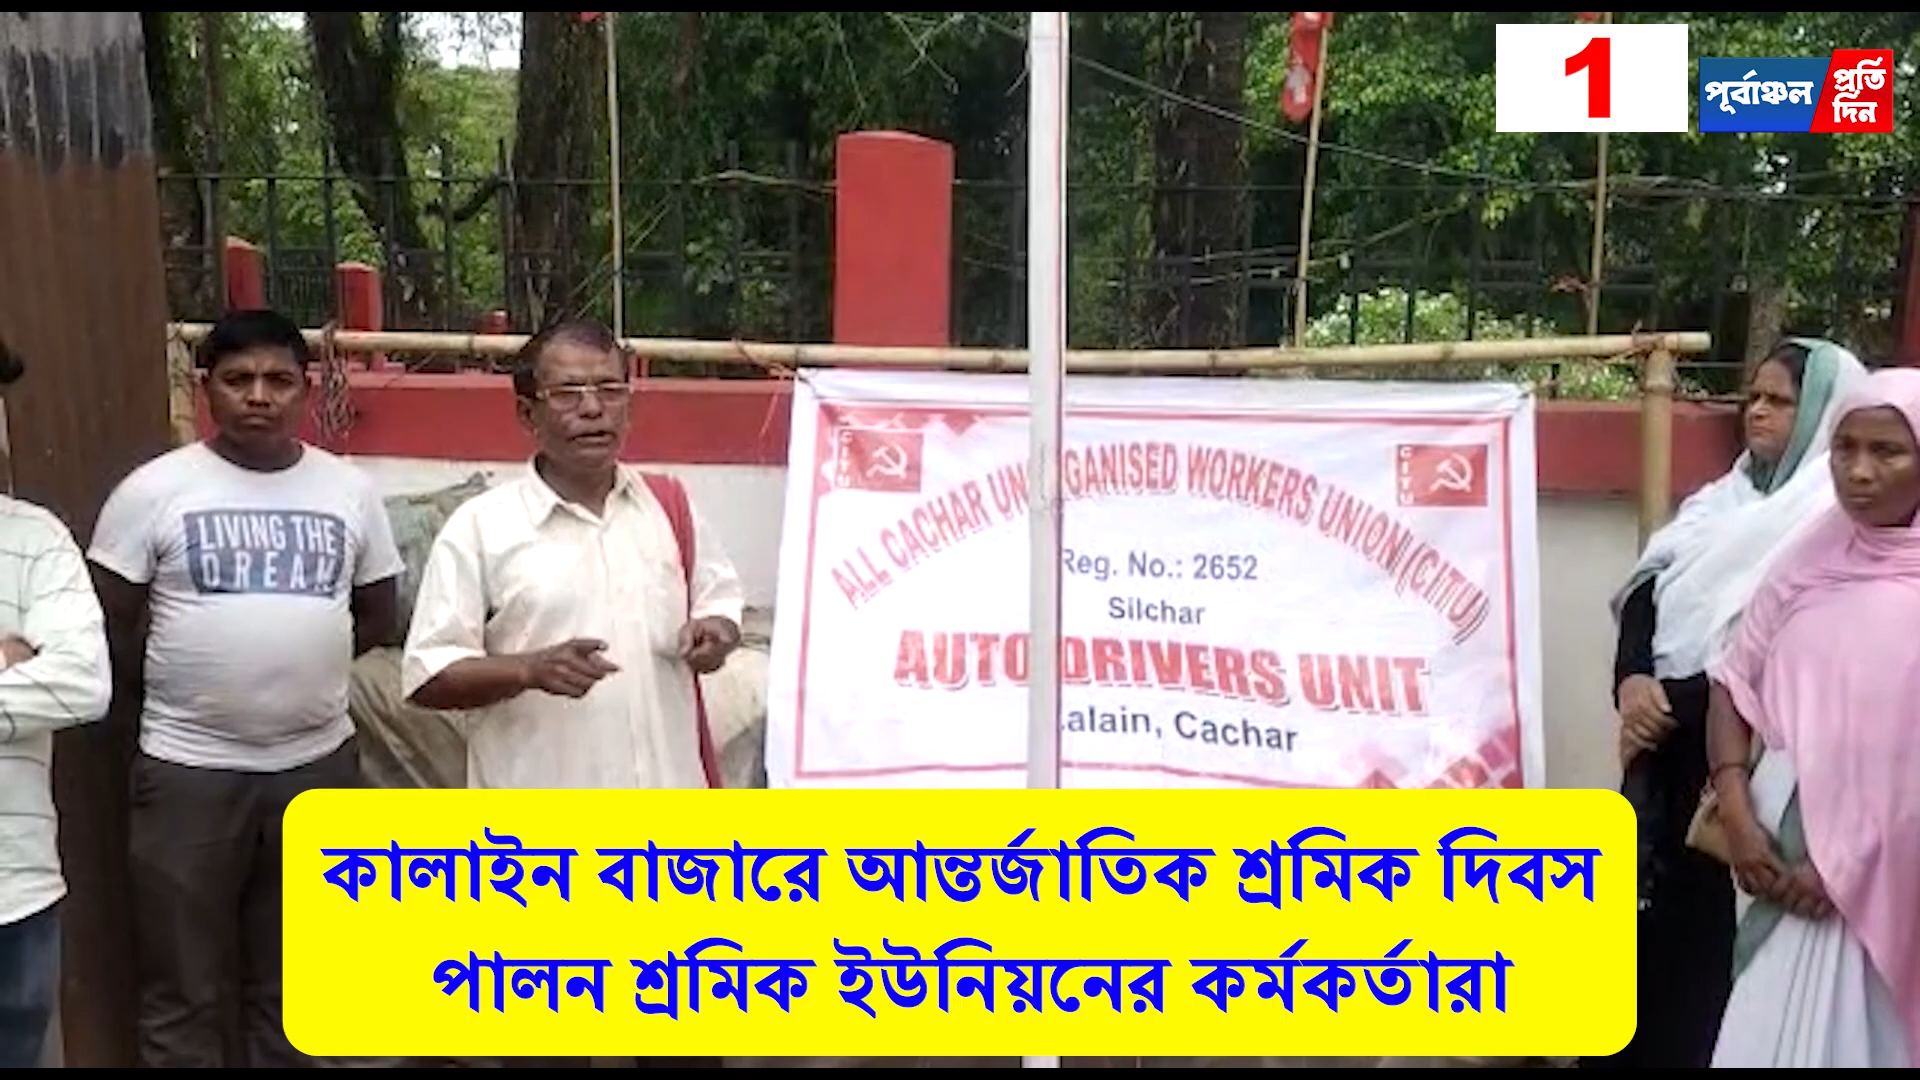 1
পূর্বাঞ্চল
প্রতি
দিন
LIVING THE
DREAM
CITU
CITU
ALL CACHAR UNORGANISED WORKERS UNION (CITU)
Reg. No.: 2652
Silchar
AUTO DRIVERS UNIT
alain, Cachar
কালাইন বাজারে আন্তর্জাতিক শ্রমিক দিবস
পালন শ্রমিক ইউনিয়নের কর্মকর্তারা